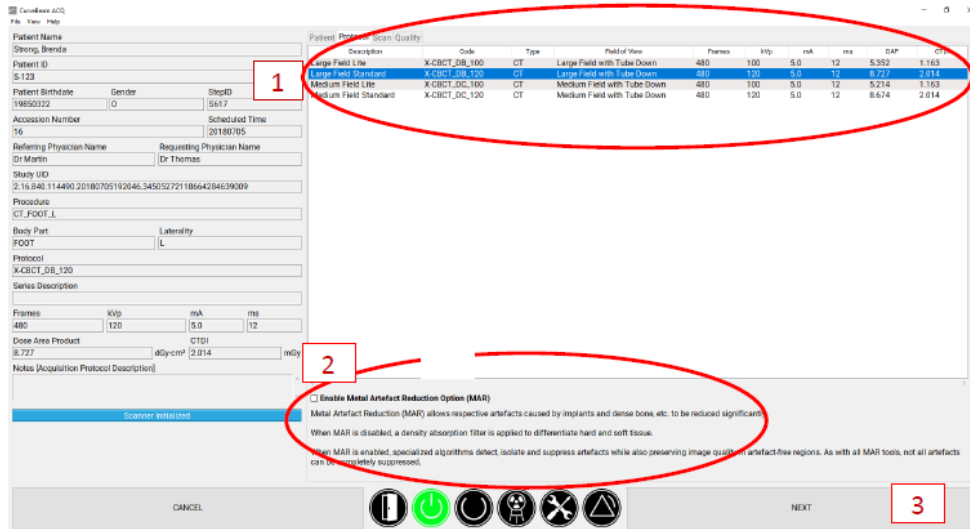 CurveBeam ACQ
File View Help
Patient Name
Strong, Brenda
Patient ID
S-123
Patient Birthdate Gender StepID
19850322 O S617
Accession Number Scheduled Time
16 20180705
Referring Physician Name Requesting Physician Name
Dr Martin Dr Thomas
Study UID
2.16.840.114490.20180705192046.345052721188664284639009
Procedure
CT_FOOT_L
Body Part Laterality
FOOT L
Protocol
X-CBCT_DB_120
Series Description
Frames kVp mA ms
480 120 5.0 12
Dose Area Product CTDI
8.727 dGy·cm² 2.014 mGy
Notes (Acquisition Protocol Description)
Scanner Initialized
1
Patient Protocol Scan Quality
Description Code Type Field of View Frames kVp mA ms DAP CTDI
Large Field Lite X-CBCT_DB_100 CT Large Field with Tube Down 480 100 5.0 12 5.352 1.163
Large Field Standard X-CBCT_DB_120 CT Large Field with Tube Down 480 120 5.0 12 8.727 2.014
Medium Field Lite X-CBCT_DC_100 CT Medium Field with Tube Down 480 100 5.0 12 5.214 1.163
Medium Field Standard X-CBCT_DC_120 CT Medium Field with Tube Down 480 120 5.0 12 8.674 2.014
2
Enable Metal Artefact Reduction Option (MAR)
Metal Artefact Reduction (MAR) allows respective artefacts caused by implants and dense bone, etc. to be reduced significantly.
When MAR is disabled, a density absorption filter is applied to differentiate hard and soft tissue.
When MAR is enabled, specialized algorithms detect, isolate and suppress artefacts while also preserving image quality in artefact-free regions. As with all MAR tools, not all artefacts
can be completely suppressed.
CANCEL
NEXT
3